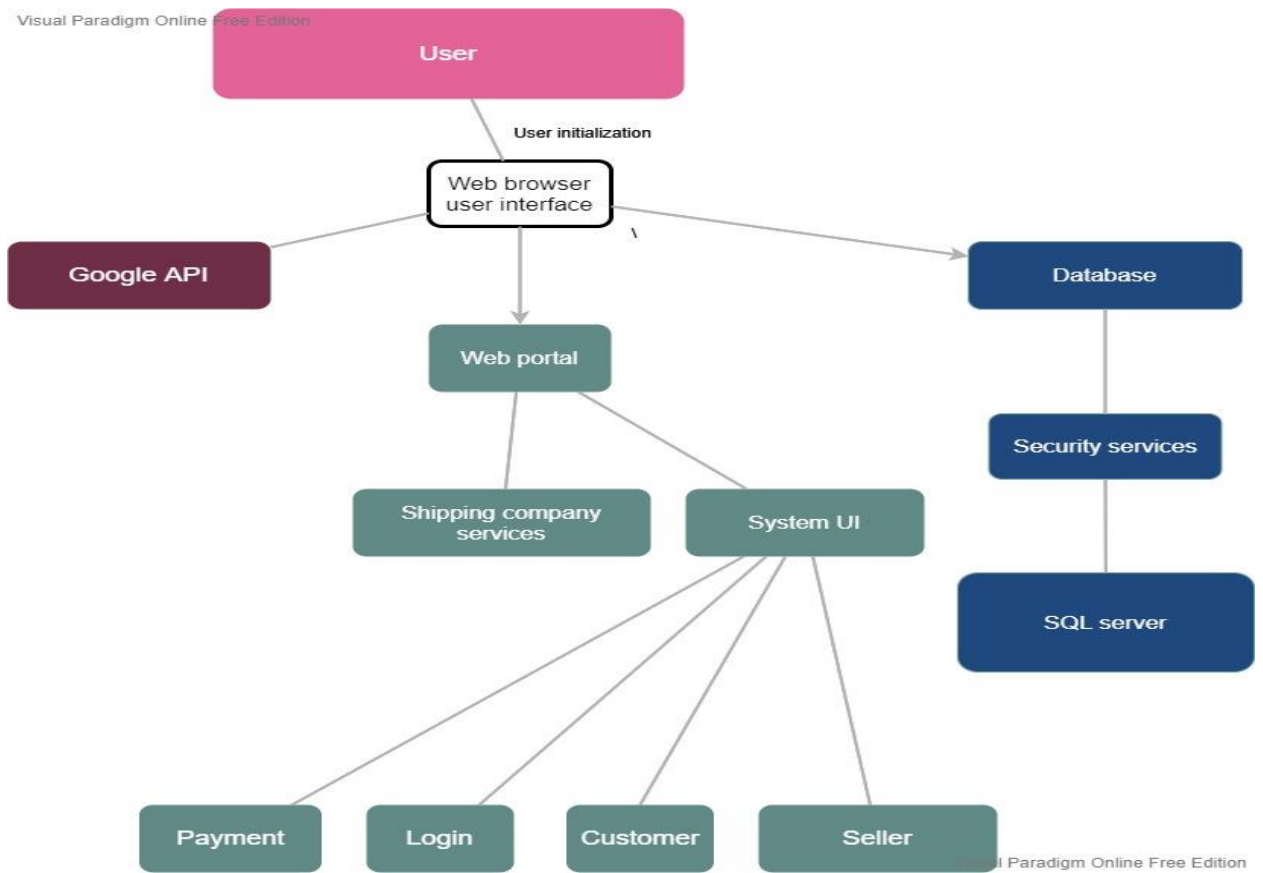 Visual Paradigm Online Free Edition
User
User initialization
Web browser
user interface
\
Google API
Database
Web portal
Security services
Shipping company
services
System UI
SQL server
Payment
Login
Customer
Seller
Paradigm Online Free Edition